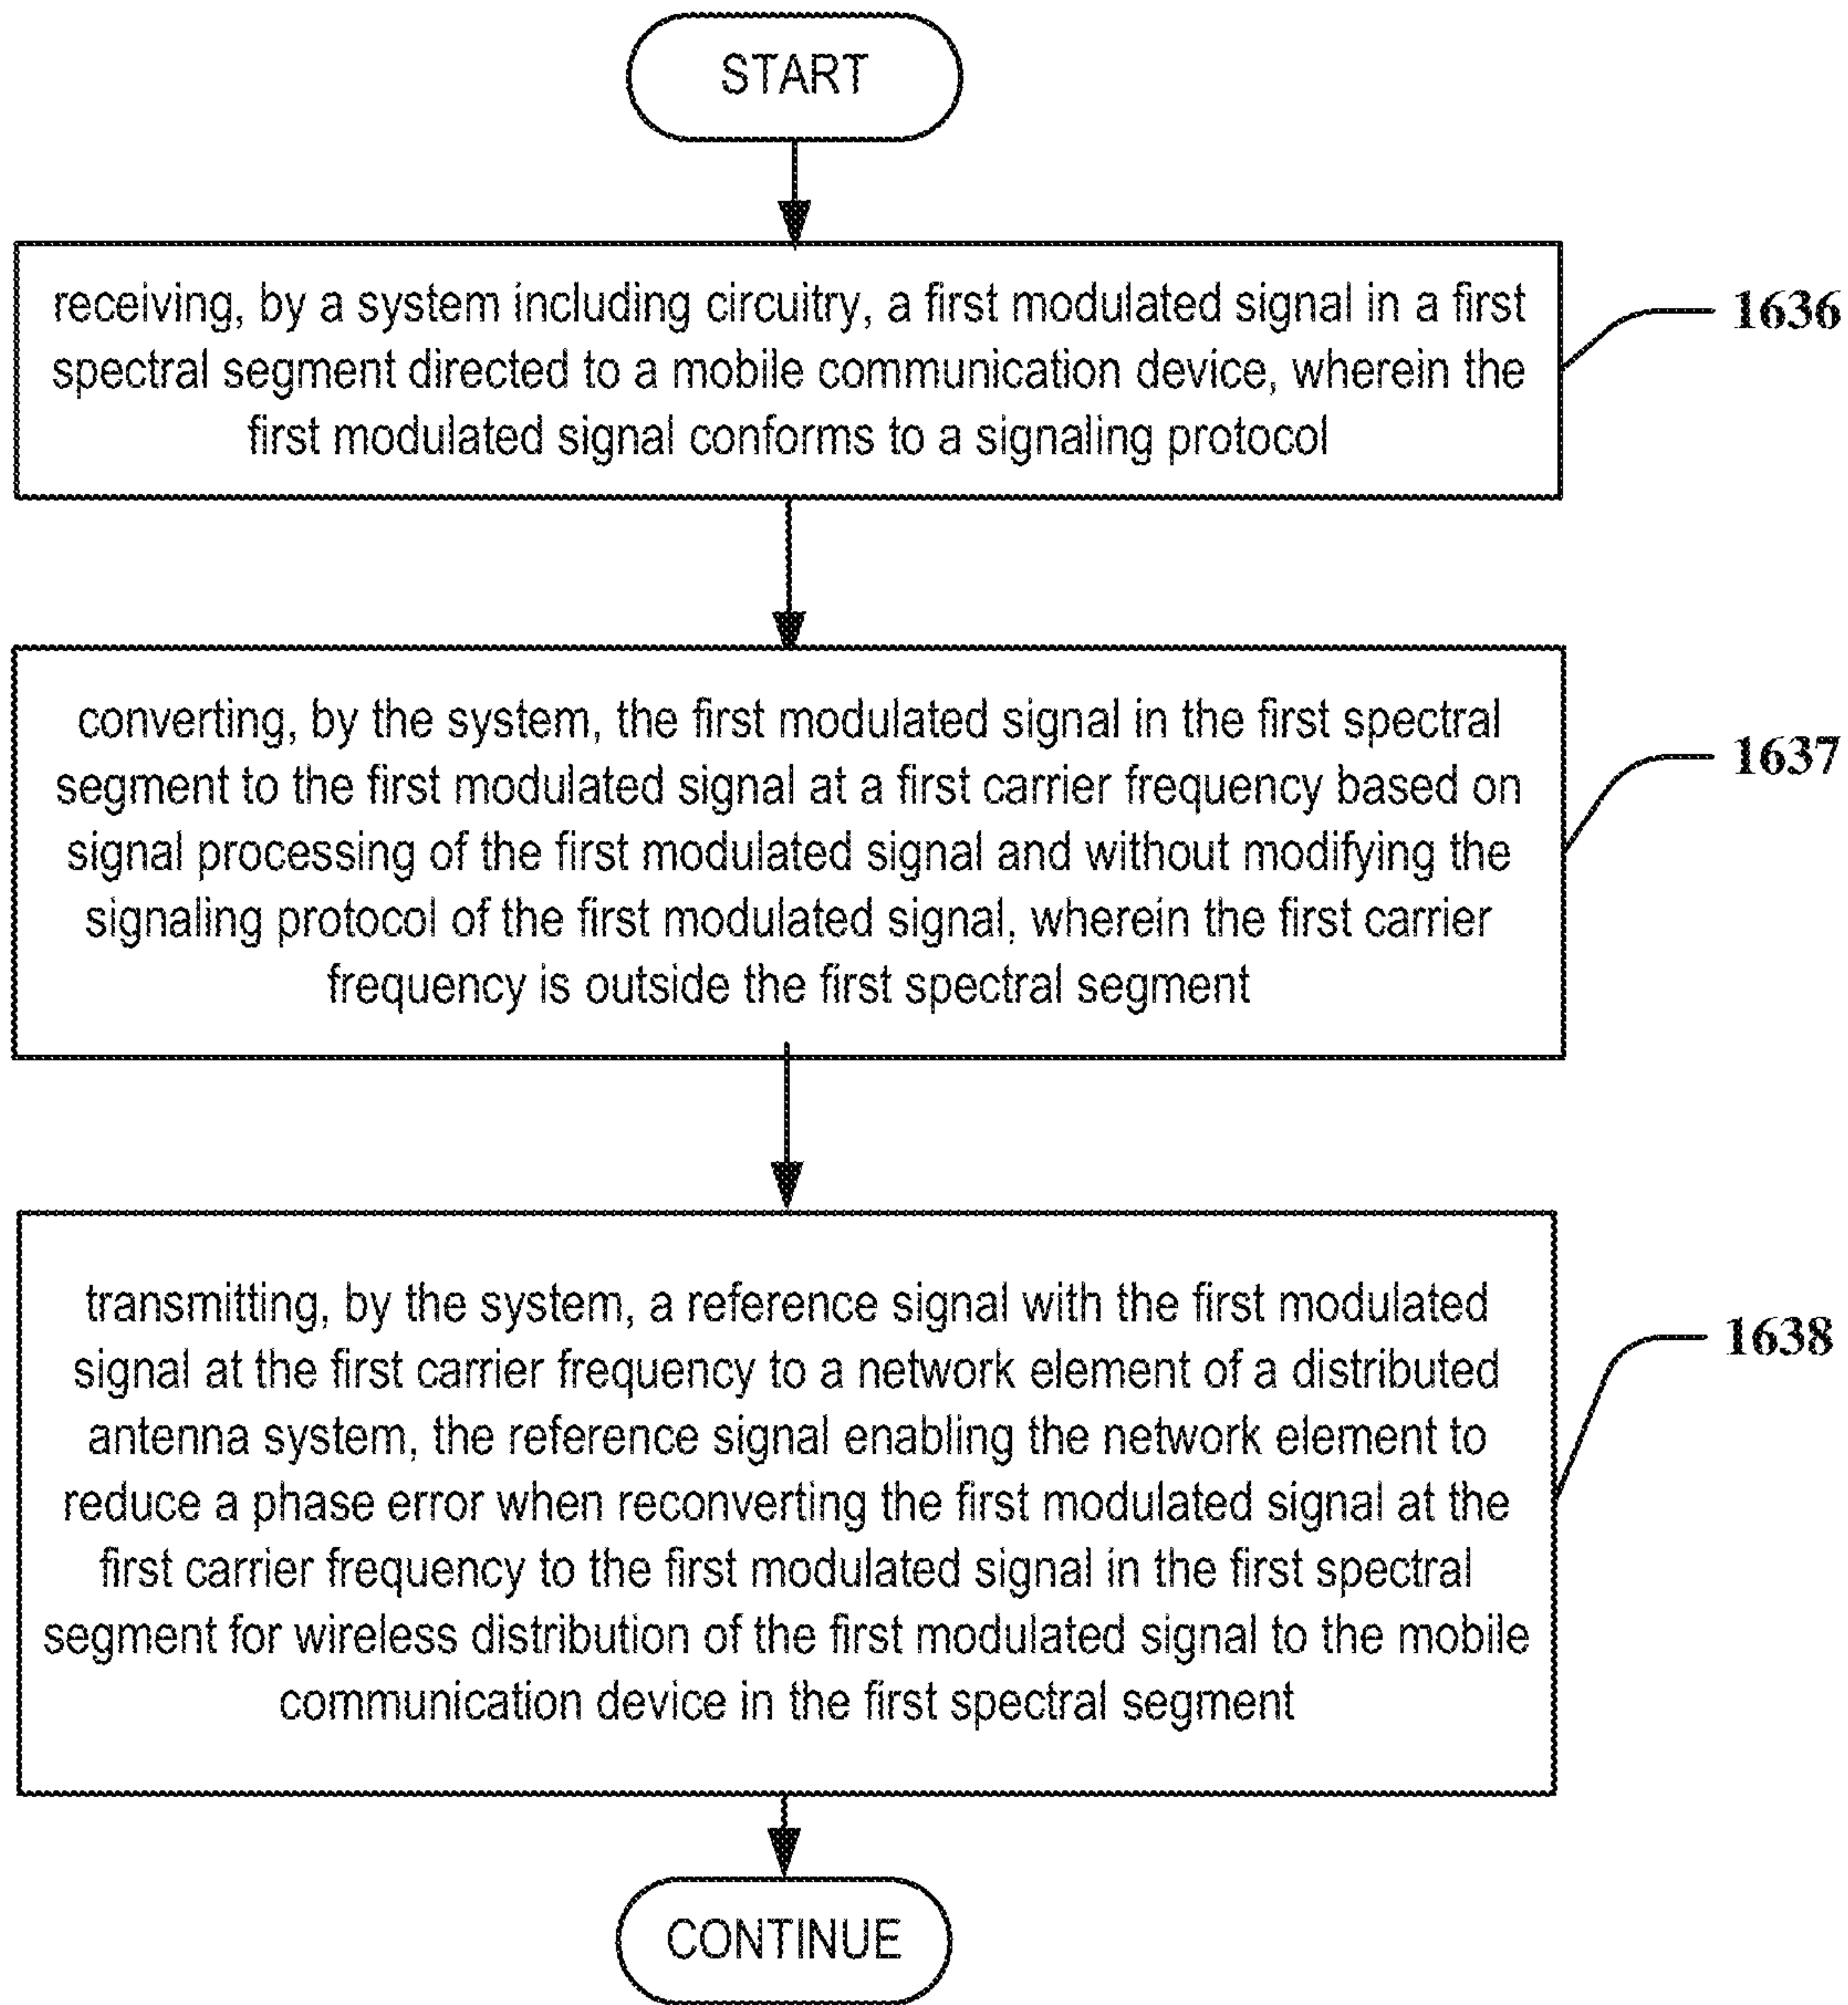 START
receiving, by a system including circuitry, a first modulated signal in a first
spectral segment directed to a mobile communication device, wherein the
first modulated signal conforms to a signaling protocol
1636
converting, by the system, the first modulated signal in the first spectral
segment to the first modulated signal at a first carrier frequency based on
signal processing of the first modulated signal and without modifying the
signaling protocol of the first modulated signal, wherein the first carrier
frequency is outside the first spectral segment
1637
transmitting, by the system, a reference signal with the first modulated
signal at the first carrier frequency to a network element of a distributed
antenna system, the reference signal enabling the network element to
reduce a phase error when reconverting the first modulated signal at the
first carrier frequency to the first modulated signal in the first spectral
segment for wireless distribution of the first modulated signal to the mobile
communication device in the first spectral segment
1638
CONTINUE